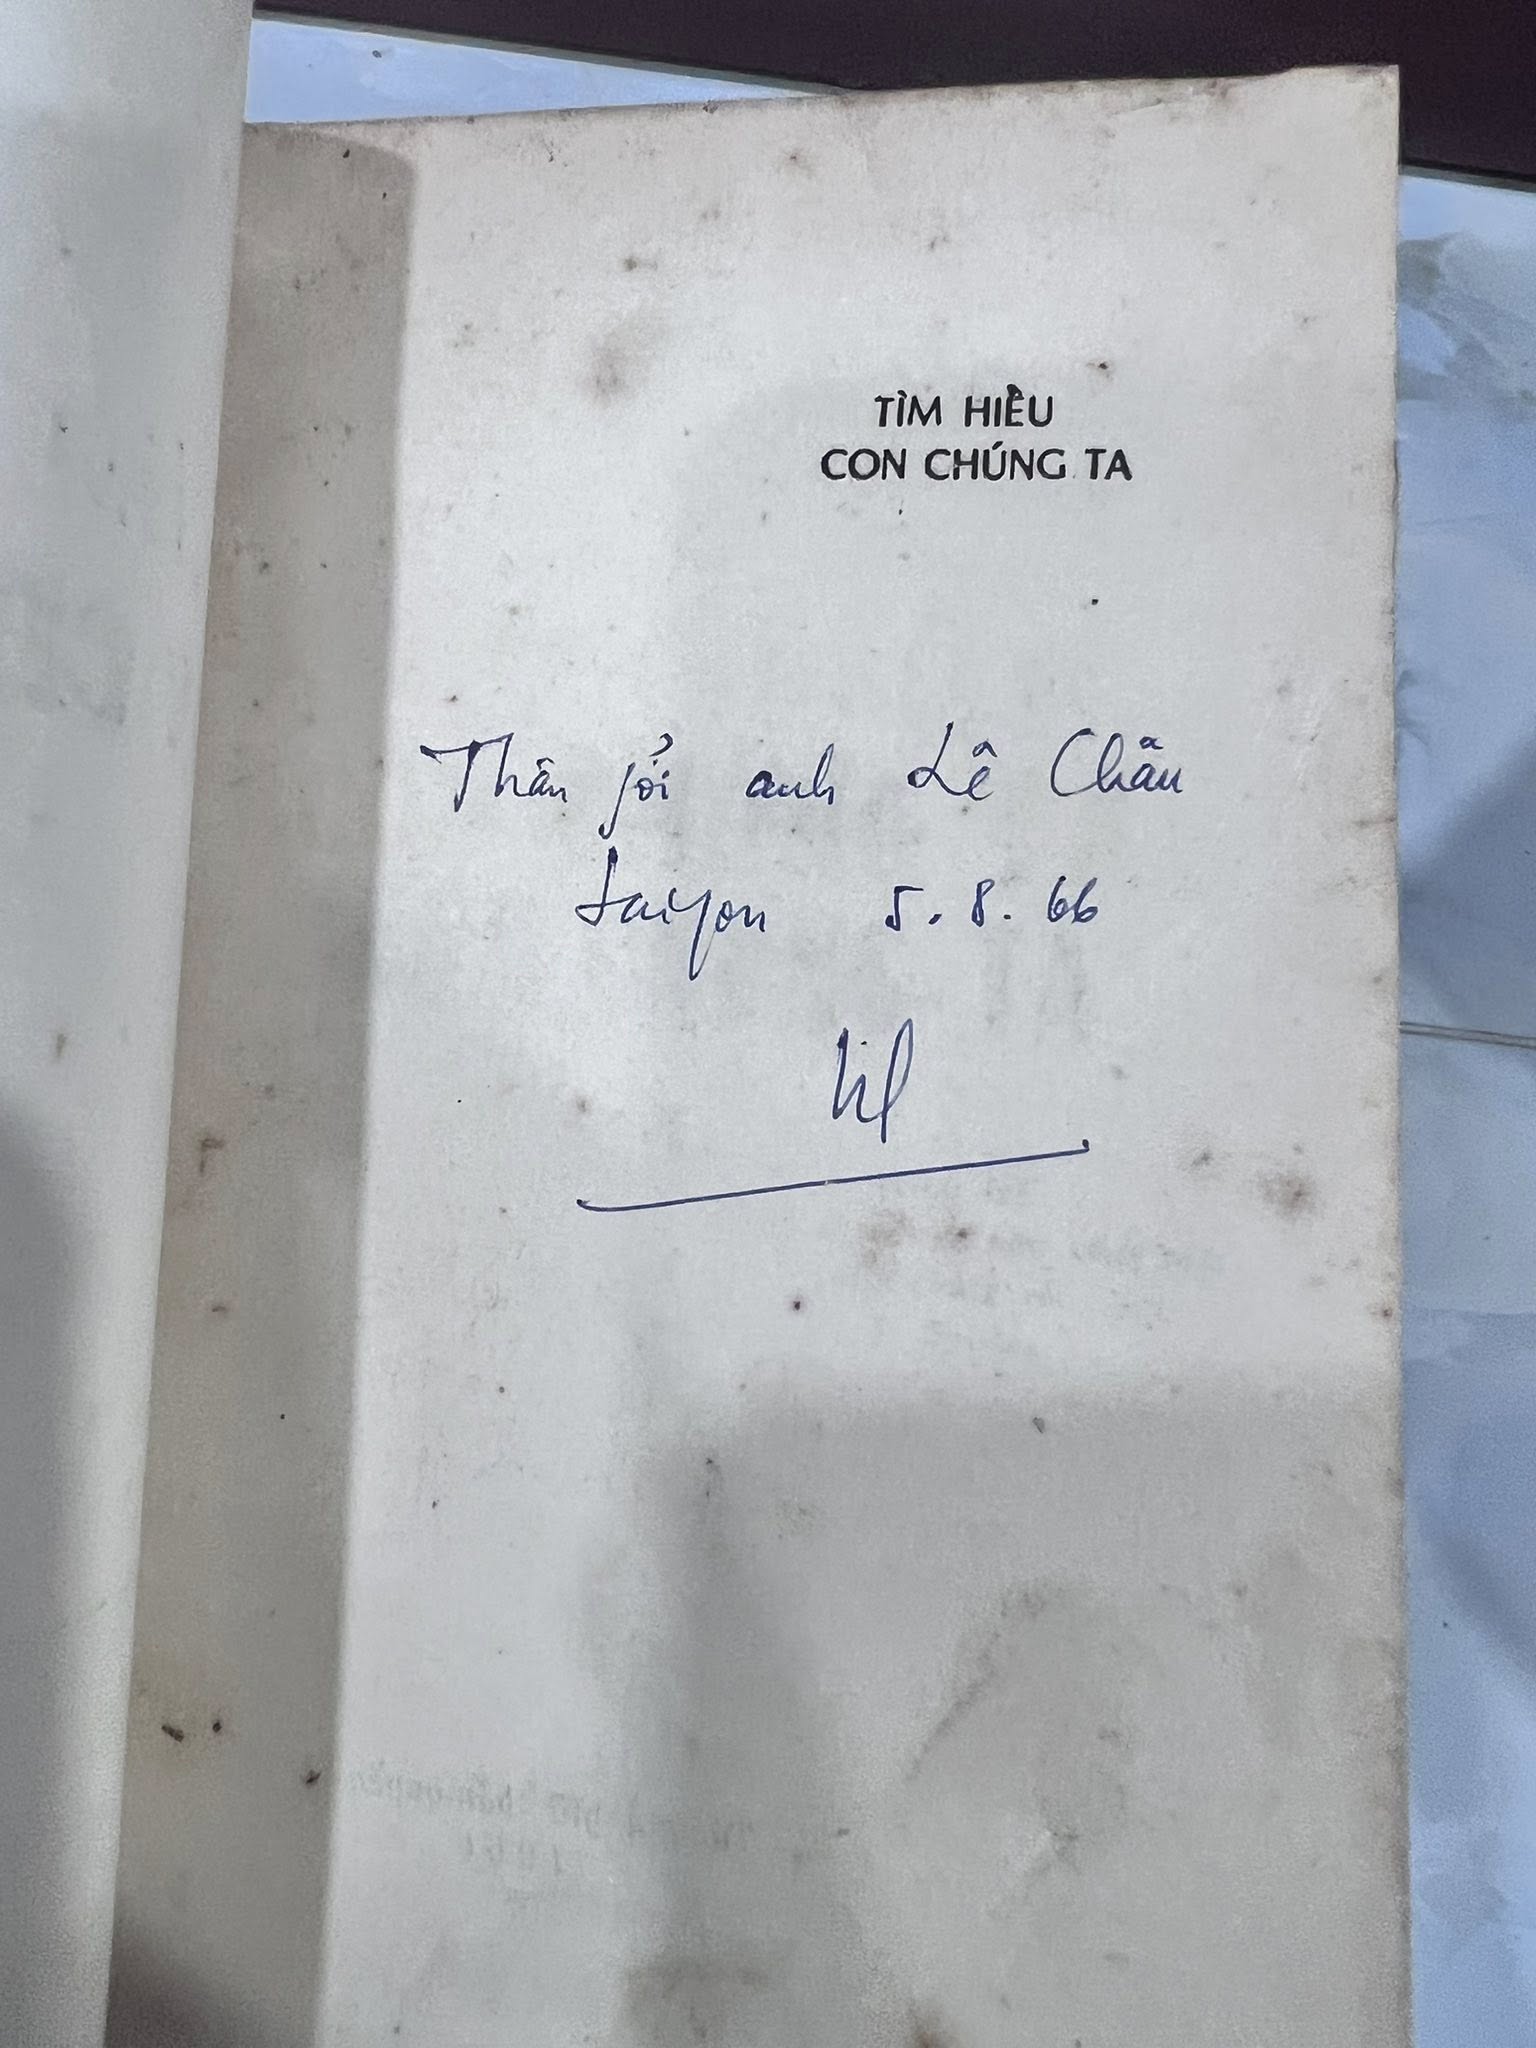 TÌM HIỂU
CON CHÚNG TA
Thân gởi anh Lê Châu
Saigon 5.8.66